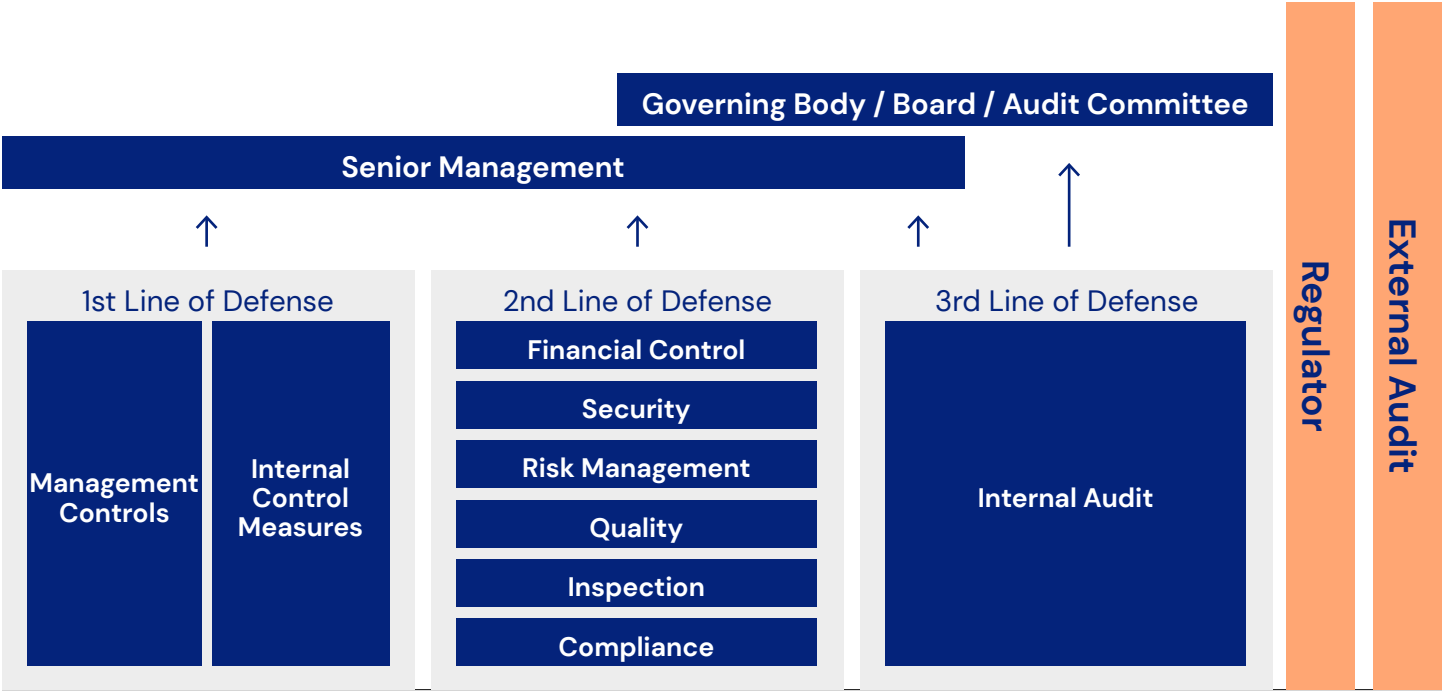 Governing Body / Board / Audit Committee
Senior Management
1st Line of Defense
Management
Controls
Internal
Control
Measures
2nd Line of Defense
Financial Control
Security
Risk Management
Quality
Inspection
Compliance
3rd Line of Defense
Internal Audit
Regulator
External Audit